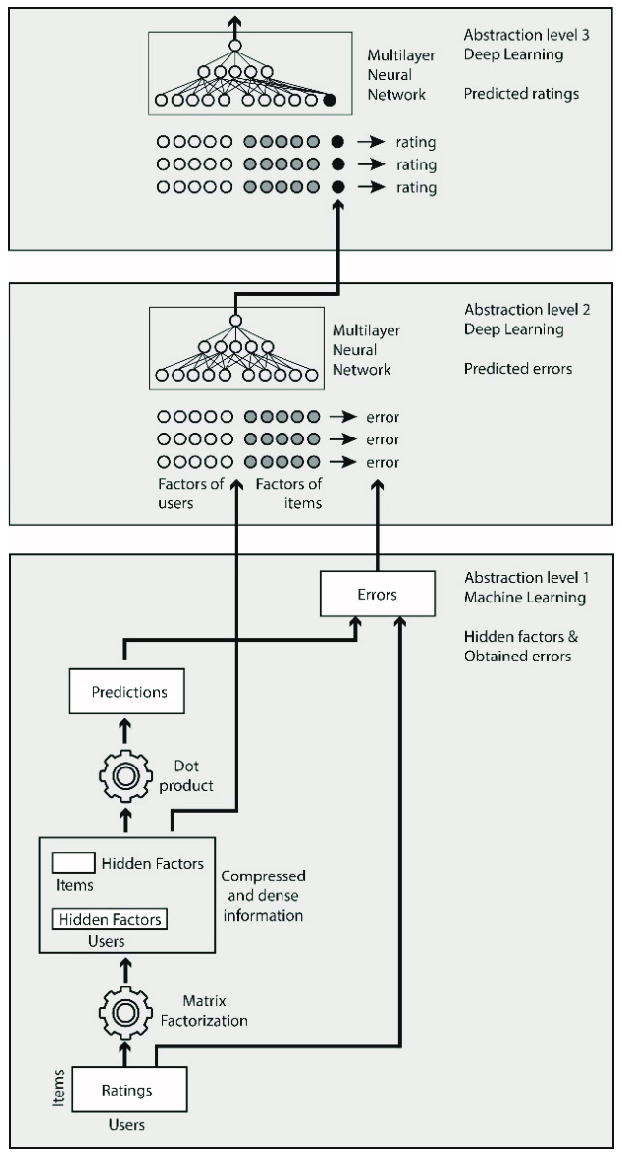 Abstraction level 3
Deep Learning
Predicted ratings
Multilayer
Neural
Network
rating
rating
rating
Abstraction level 2
Deep Learning
Predicted errors
Multilayer
Neural
Network
error
error
error
Factors of
users
Factors of
items
Abstraction level 1
Machine Learning
Hidden factors &
Obtained errors
Errors
Predictions
Dot
product
Hidden Factors
Items
Hidden Factors
Users
Compressed
and dense
information
Matrix
Factorization
Items
Ratings
Users